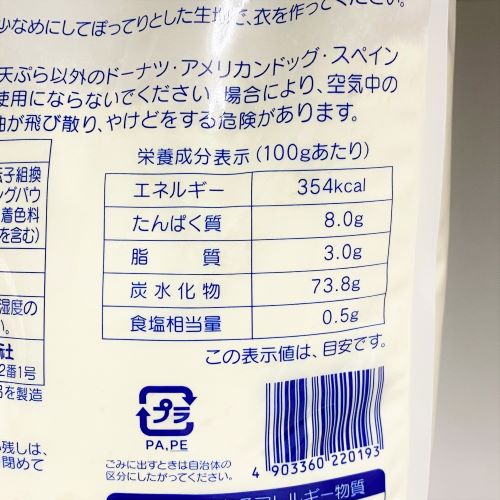 少なめにしてぽってりとした生地で、衣を作ってください。
天ぷら以外のドーナツ・アメリカンドッグ・スペイン
使用にならないでください。場合により、空気中の
油が飛び散り、やけどをする危険があります。
栄養成分表示(100gあたり)
エネルギー 354kcal
たんぱく質 8.0g
脂質 3.0g
炭水化物 73.8g
食塩相当量 0.5g
この表示値は、目安です。
子組換
ングパウ
着色料
を含む)
湿度の
い。
社
2番1号
を製造
残しは、
閉めて
プラ
PA,PE
ごみに出すときは自治体の
区分にしたがってください。
4 903360 220193
アレルギー物質